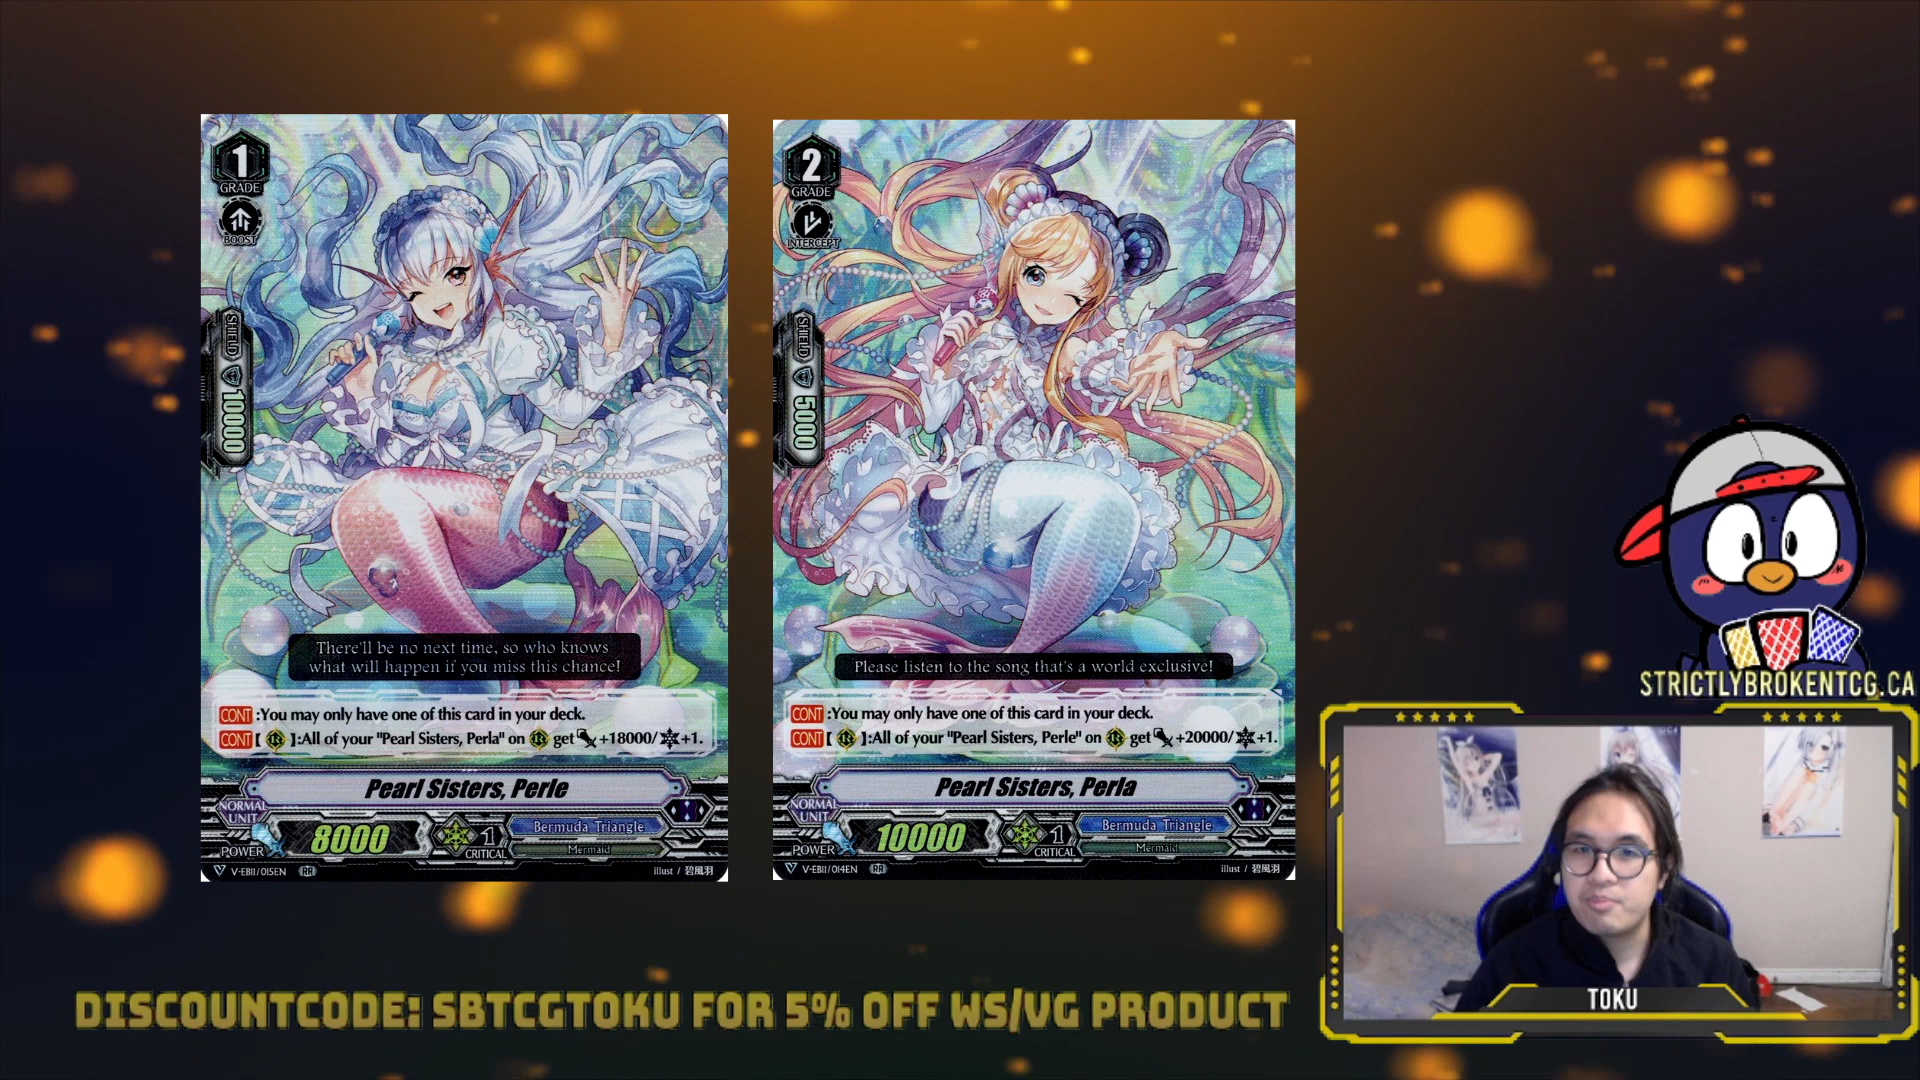 1
GRADE
BOOST
SHIELD
10000
There'll be no next time, so who knows
what will happen if you miss this chance!
CONT :You may only have one of this card in your deck.
CONT【 R 】:All of your "Pearl Sisters, Perla" on R get +18000/ +1.
Pearl Sisters, Perle
NORMAL
UNIT
POWER
8000
1
CRITICAL
Bermuda Triangle
Mermaid
V-EB11/015EN RR
illust / 碧風羽
2
GRADE
INTERCEPT
SHIELD
5000
Please listen to the song that's a world exclusive!
CONT :You may only have one of this card in your deck.
CONT【 R 】:All of your "Pearl Sisters, Perle" on R get +20000/ +1.
Pearl Sisters, Perla
NORMAL
UNIT
POWER
10000
1
CRITICAL
Bermuda Triangle
Mermaid
V-EB11/014EN RR
illust / 碧風羽
STRICTLYBROKENTCG.CA
TOKU
DISCOUNTCODE: SBTCGTOKU FOR 5% OFF WS/VG PRODUCT